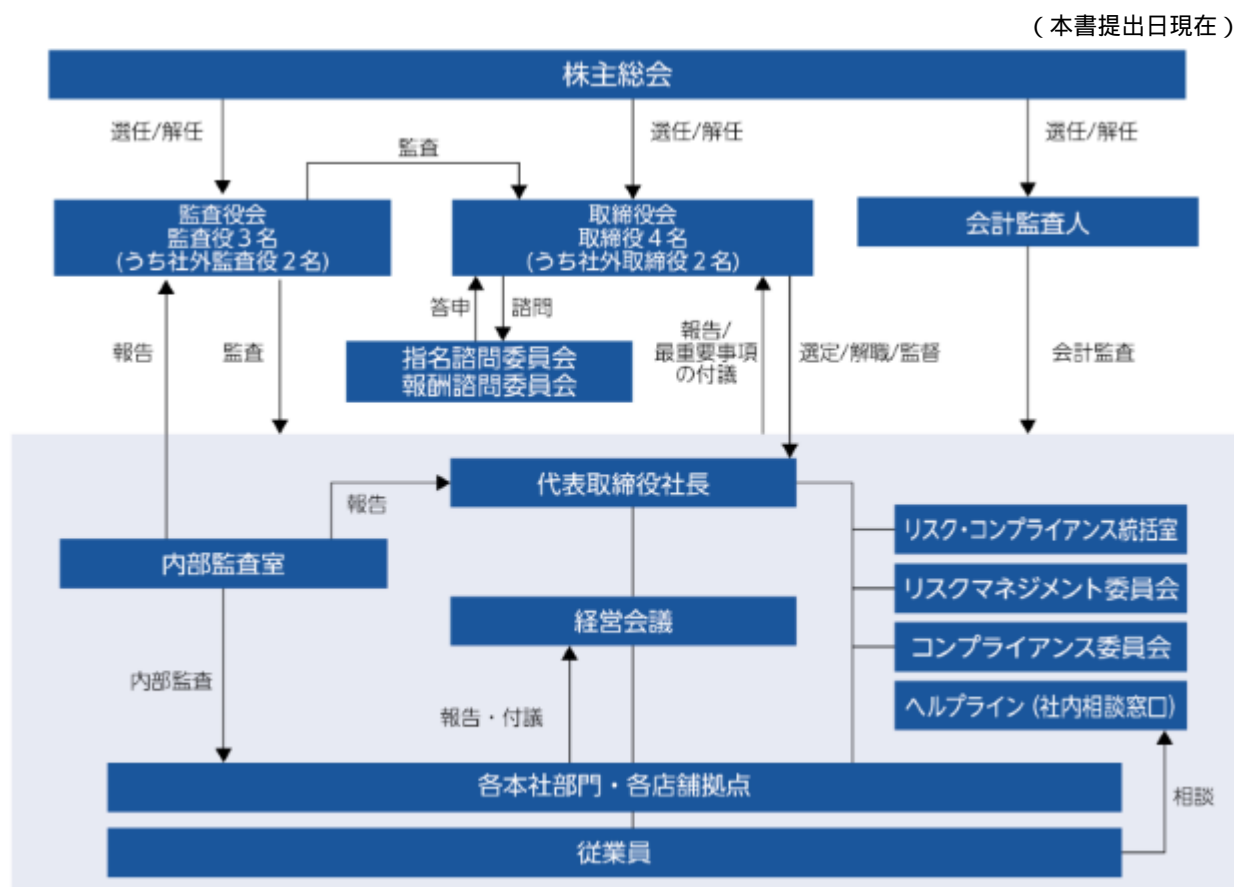 (本書提出日現在)
株主総会
選任/解任
選任/解任
選任/解任
監査
監査役会
監査役3名
(うち社外監査役2名)
取締役会
取締役4名
(うち社外取締役2名)
会計監査人
答申
諮問
報告
監査
指名諮問委員会
報酬諮問委員会
報告/
最重要事項
の付議
選定/解職/監督
会計監査
代表取締役社長
報告
リスク・コンプライアンス統括室
内部監査室
リスクマネジメント委員会
経営会議
コンプライアンス委員会
内部監査
ヘルプライン(社内相談窓口)
報告・付議
各本社部門・各店舗拠点
相談
従業員